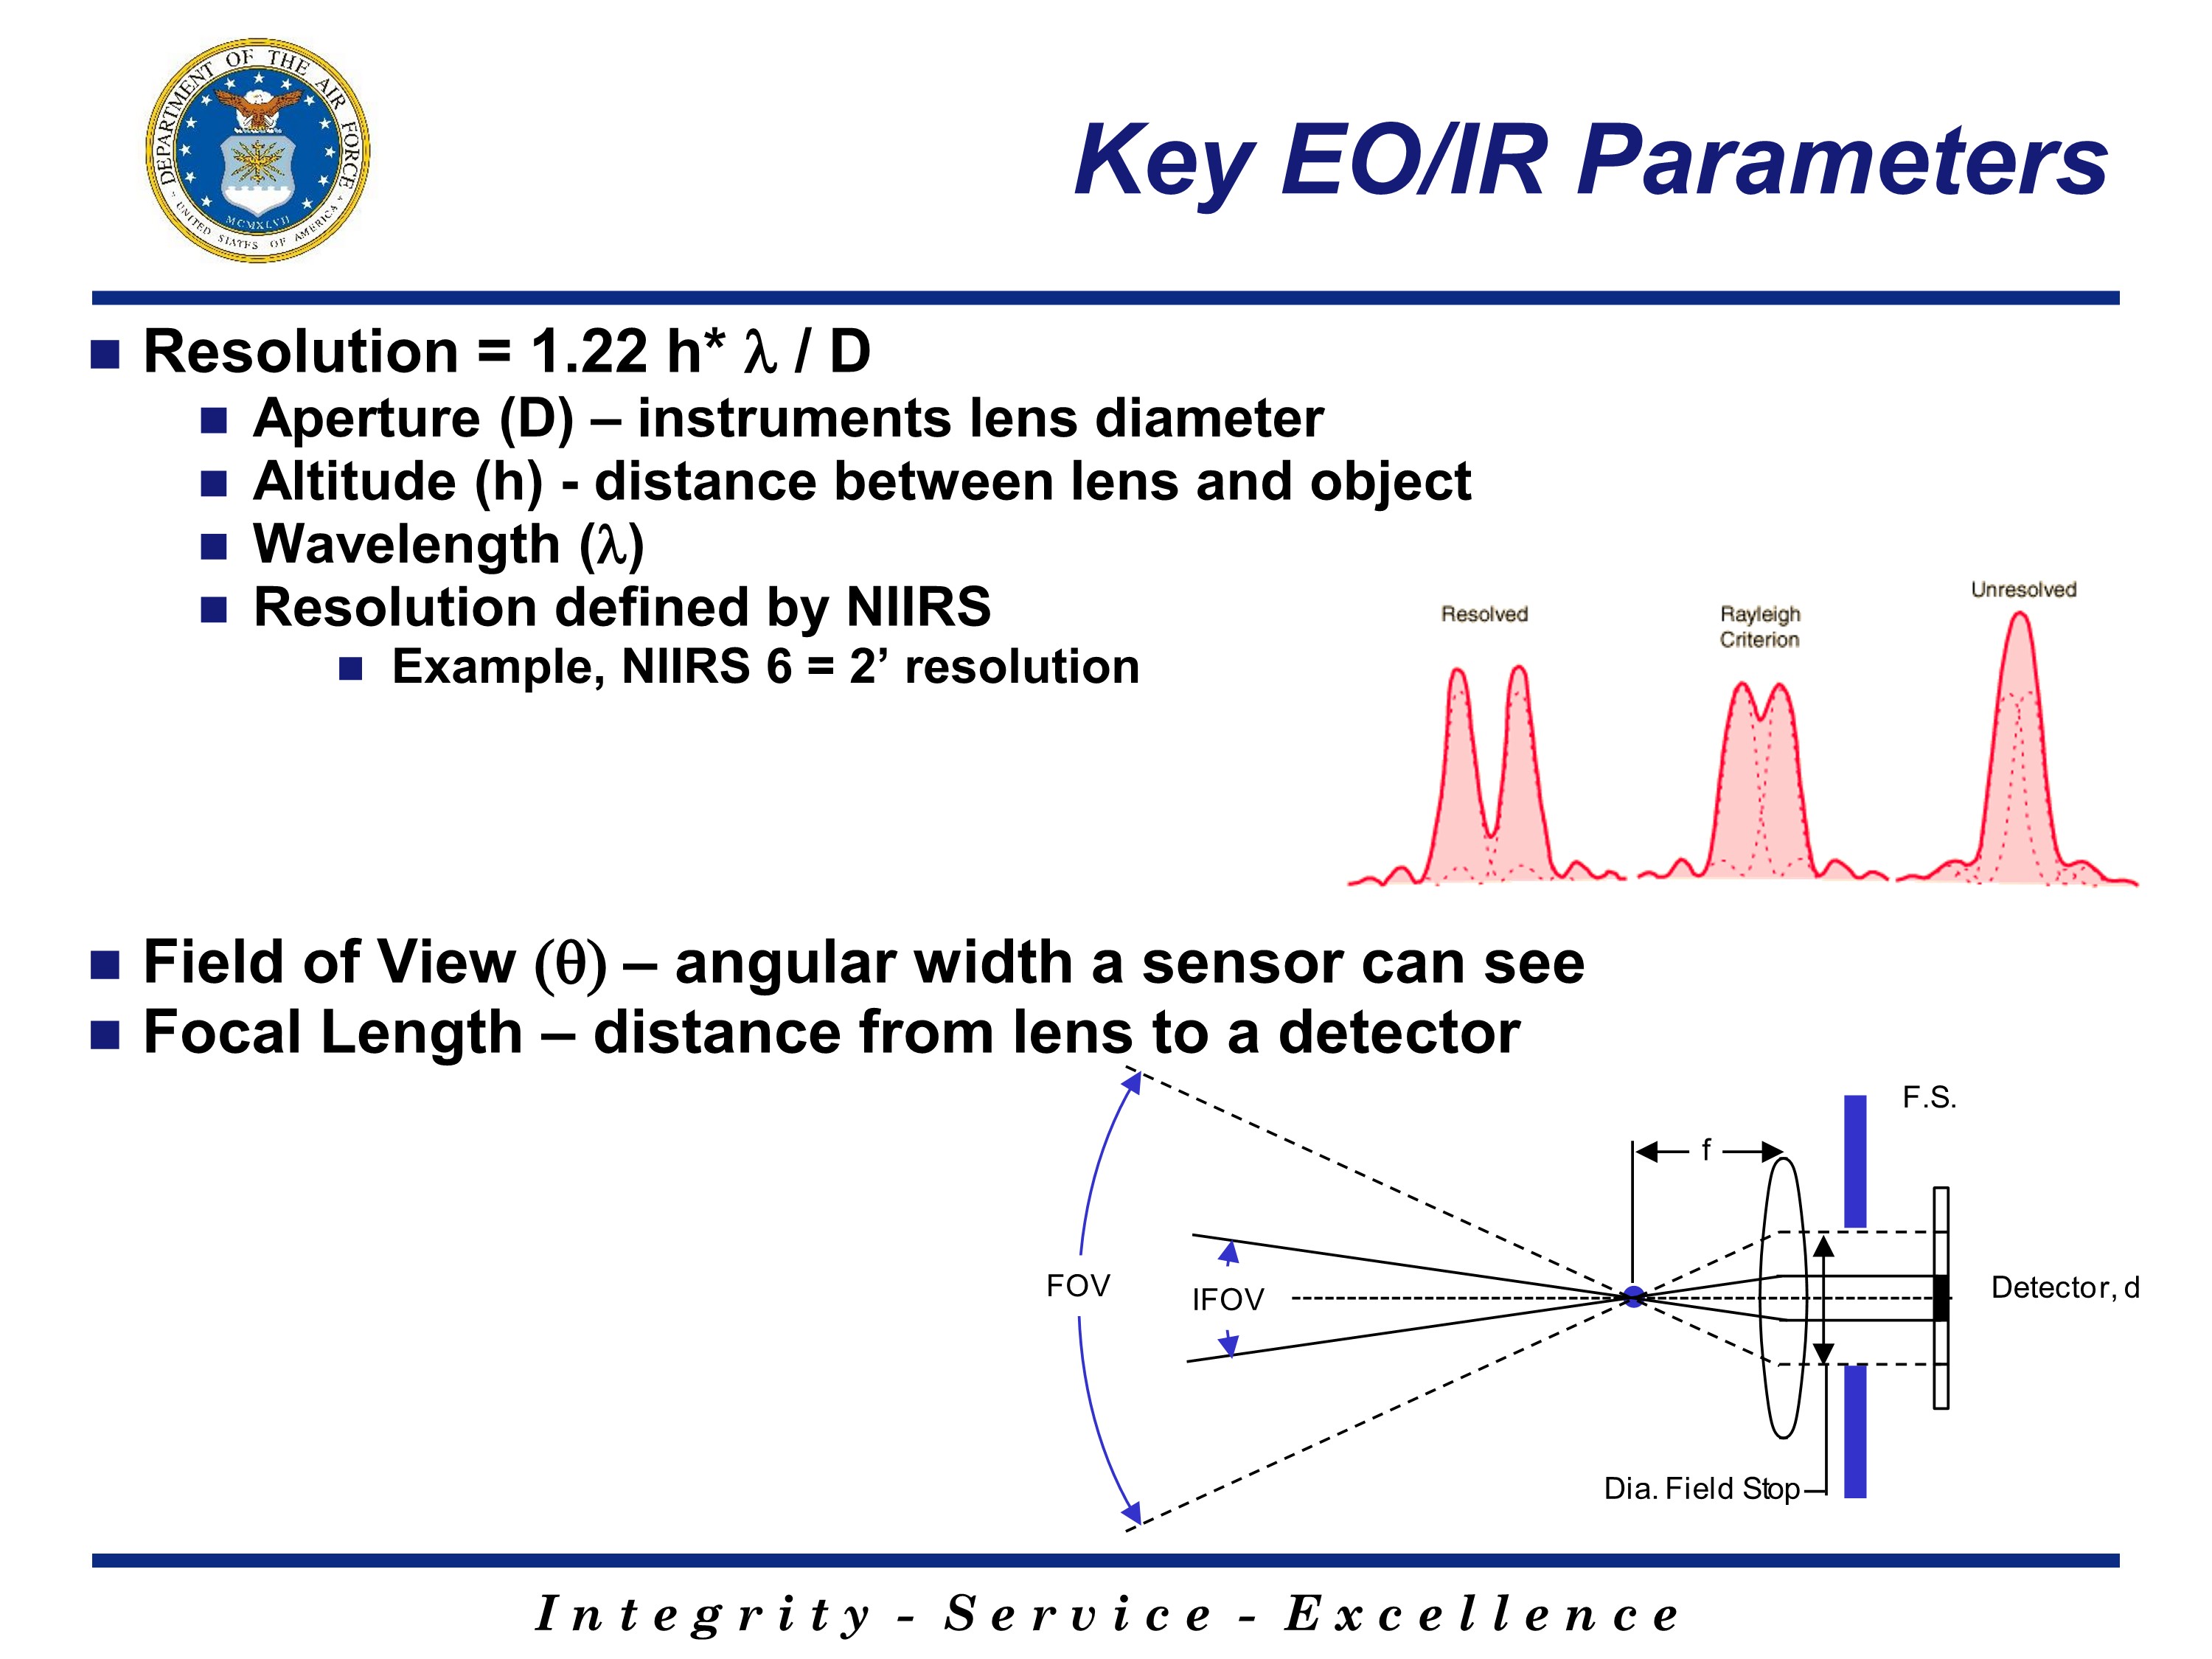 DEPARTMENT OF THE AIR FORCE
UNITED STATES OF AMERICA
MCMXLVII
Key EO/IR Parameters
Resolution = 1.22 h* λ / D
Aperture (D) – instruments lens diameter
Altitude (h) - distance between lens and object
Wavelength (λ)
Resolution defined by NIIRS
Example, NIIRS 6 = 2’ resolution
Resolved
Rayleigh
Criterion
Unresolved
Field of View (θ) – angular width a sensor can see
Focal Length – distance from lens to a detector
F.S.
f
FOV
IFOV
Detector, d
Dia. Field Stop
Integrity - Service - Excellence